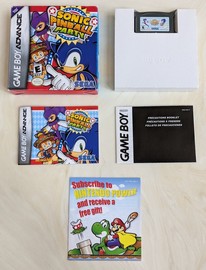 GAME BOY ADVANCE
SONIC
PINBALL
PARTY
SEGA
GAME BOY ADVANCE
SONIC
PINBALL
PARTY
SEGA
GAME BOY
PRECAUTIONS BOOKLET
Subscribe to
NINTENDO POWER
and receive a
free gift!